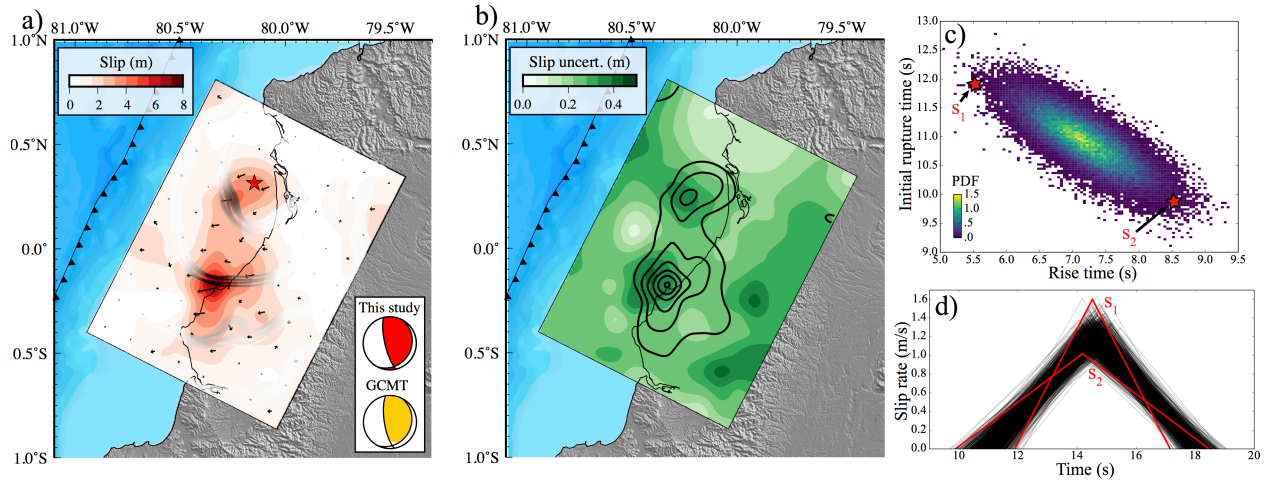 a)
81.0°W 80.5° 80.0°W 79.5°
1.0°N
0.5°N
0.0°
0.5°S
1.0°S
Slip (m)
0 2 4 6 8
This study
GCMT
b)
81.0°W 80.5° 80.0°W 79.5°
1.0°N
0.5°N
0.0°
0.5°S
1.0°S
Slip uncert. (m)
0.0 0.2 0.4
c)
Initial rupture time (s)
13.0
12.5
12.0
11.5
11.0
10.5
10.0
9.5
9.0
S1
S2
PDF
1.5
1.0
.5
.0
5.0 5.5 6.0 6.5 7.0 7.5 8.0 8.5 9.0 9.5
Rise time (s)
d)
Slip rate (m/s)
1.6
1.4
1.2
1.0
0.8
0.6
0.4
0.2
0.0
S1
S2
10 12 14 16 18 20
Time (s)